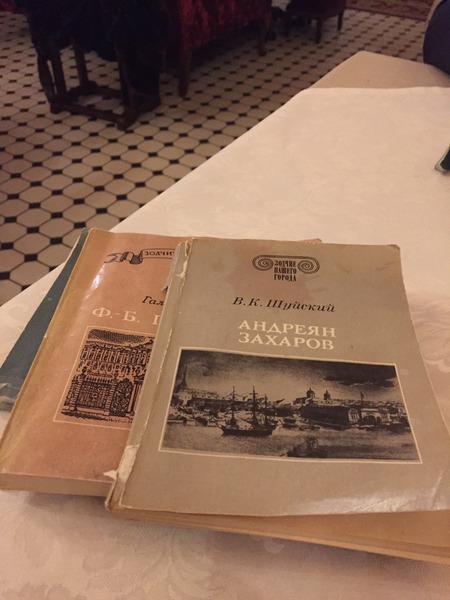 ЗОДЧИЕ
НАШЕГО
ГОРОДА
В. К. Шуйский
АНДРЕЯН
ЗАХАРОВ
Ф.-Б.